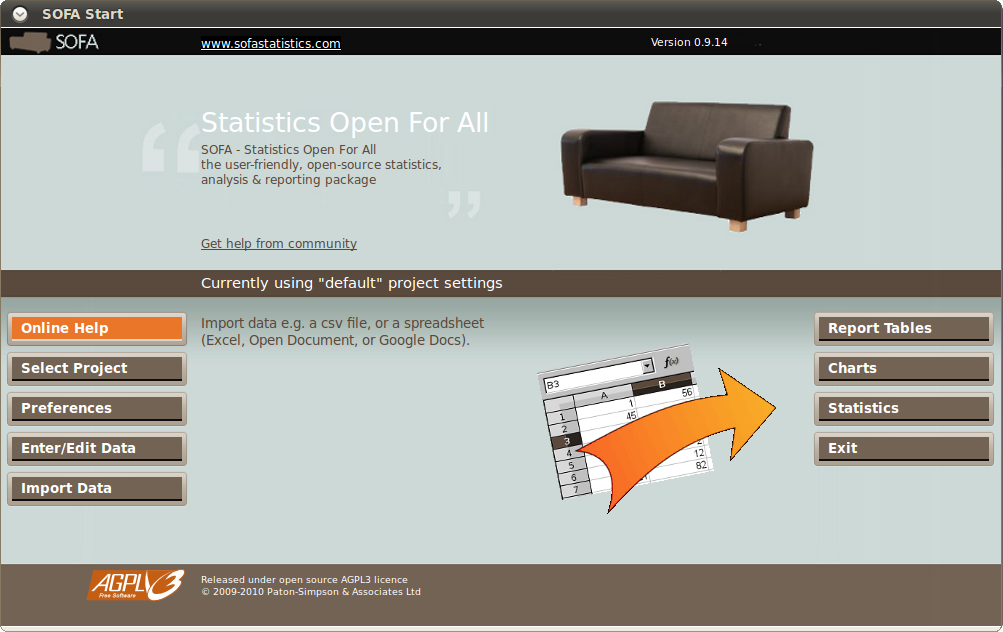 SOFA Start
SOFA
www.sofastatistics.com
Version 0.9.14
Statistics Open For All
SOFA - Statistics Open For All
the user-friendly, open-source statistics,
analysis & reporting package
Get help from community
Currently using "default" project settings
Online Help
Select Project
Preferences
Enter/Edit Data
Import Data
Import data e.g. a csv file, or a spreadsheet
(Excel, Open Document, or Google Docs).
B3
f(x)
A B
1 1 56
2 45
3
4
5 12
6 82
7
Report Tables
Charts
Statistics
Exit
AGPLv3
Free Software
Released under open source AGPL3 licence
© 2009-2010 Paton-Simpson & Associates Ltd